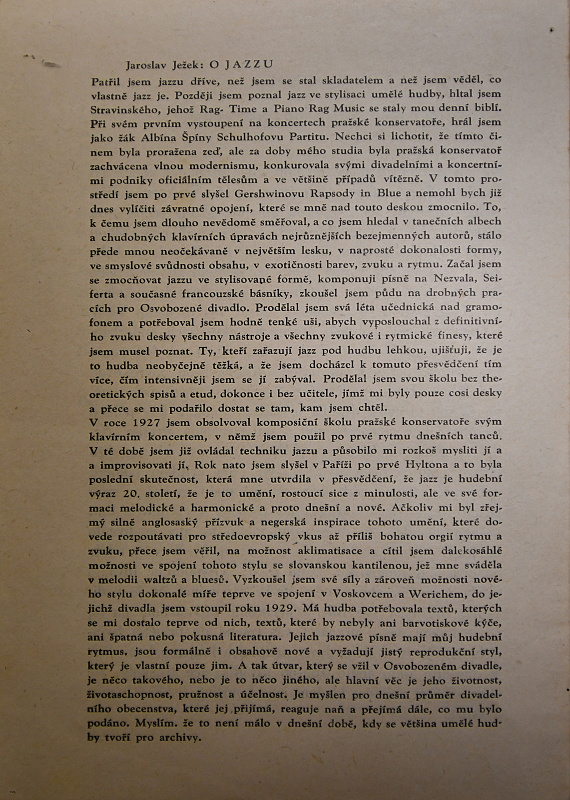 Jaroslav Ježek: O JAZZU
Patřil jsem jazzu dříve, než jsem se stal skladatelem a než jsem věděl, co
vlastně jazz je. Později jsem poznal jazz ve stylisaci umělé hudby, hltal jsem
Stravinského, jehož Rag- Time a Piano Rag Music se staly mou denní biblí.
Při svém prvním vystoupení na koncertech pražské konservatoře, hrál jsem
jako žák Albína Špíny Schulhofovu Partitu. Nechci si lichotit, že tímto či-
nem byla proražena zeď, ale za doby mého studia byla pražská konservatoř
zachvácena vlnou modernismu, konkurovala svými divadelními a koncertní-
mi podniky oficiálním tělesům a ve většině případů vítězně. V tomto pro-
středí jsem po prvé slyšel Gershwinovu Rapsody in Blue a nemohl bych již
dnes vylíčiti závratné opojení, které se mně nad touto deskou zmocnilo. To,
k čemu jsem dlouho nevědomě směřoval, a co jsem hledal v tanečních albech
a chudobných klavírních úpravách nejrůznějších bezejmenných autorů, stálo
přede mnou neočekávaně v největším lesku, v naprosté dokonalosti formy,
ve smyslové svůdnosti obsahu, v exotičnosti barev, zvuku a rytmu. Začal jsem
se zmocňovat jazzu ve stylisované formě, komponuji písně na Nezvala, Sei-
ferta a současné francouzské básníky, zkoušel jsem půdu na drobných pra-
cích pro Osvobozené divadlo. Prodělal jsem svá léta učednická nad gramo-
fonem a potřeboval jsem hodně tenké uši, abych vyposlouchal z definitivní-
ho zvuku desky všechny nástroje a všechny zvukové i rytmické finesy, které
jsem musel poznat. Ty, kteří zařazují jazz pod hudbu lehkou, ujišťuji, že je
to hudba neobyčejně těžká, a že jsem docházel k tomuto přesvědčení tím
více, čím intensivněji jsem se jí zabýval. Prodělal jsem svou školu bez the-
oretických spisů a etud, dokonce i bez učitele, jímž mi byly pouze cosi desky
a přece se mi podařilo dostat se tam, kam jsem chtěl.
V roce 1927 jsem obsolvoval komposiční školu pražské konservatoře svým
klavírním koncertem, v němž jsem použil po prvé rytmu dnešních tanců.
V té době jsem již ovládal techniku jazzu a působilo mi rozkoš mysliti jí a
a improvisovati jí, Rok nato jsem slyšel v Paříži po prvé Hyltona a to byla
poslední skutečnost, která mne utvrdila v přesvědčení, že jazz je hudební
výraz 20. století, že je to umění, rostoucí sice z minulosti, ale ve své for-
maci melodické a harmonické a proto dnešní a nové. Ačkoliv mi byl zřej-
mý silně anglosaský přízvuk a negerská inspirace tohoto umění, které do-
vede rozpoutávati pro středoevropský vkus až příliš bohatou orgii rytmu a
zvuku, přece jsem věřil, na možnost aklimatisace a cítil jsem dalekosáhlé
možnosti ve spojení tohoto stylu se slovanskou kantilenou, jež mne sváděla
v melodii waltzů a bluesů. Vyzkoušel jsem své síly a zároveň možnosti nové-
ho stylu dokonalé míře teprve ve spojení s Voskovcem a Werichem, do je-
jichž divadla jsem vstoupil roku 1929. Má hudba potřebovala textů, kterých
se mi dostalo teprve od nich, textů, které by nebyly ani barvotiskové kýče,
ani špatná nebo pokusná literatura. Jejich jazzové písně mají můj hudební
rytmus, jsou formálně i obsahově nové a vyžadují jistý reprodukční styl,
který je vlastní pouze jim. A tak útvar, který se vžil v Osvobozeném divadle,
je něco takového, nebo je to něco jiného, ale hlavní věc je jeho životnost,
životaschopnost, pružnost a účelnost. Je myšlen pro dnešní průměr divadel-
ního obecenstva, které jej přijímá, reaguje naň a přejímá dále, co mu bylo
podáno. Myslím. že to není málo v dnešní době, kdy se většina umělé hud-
by tvoří pro archivy.